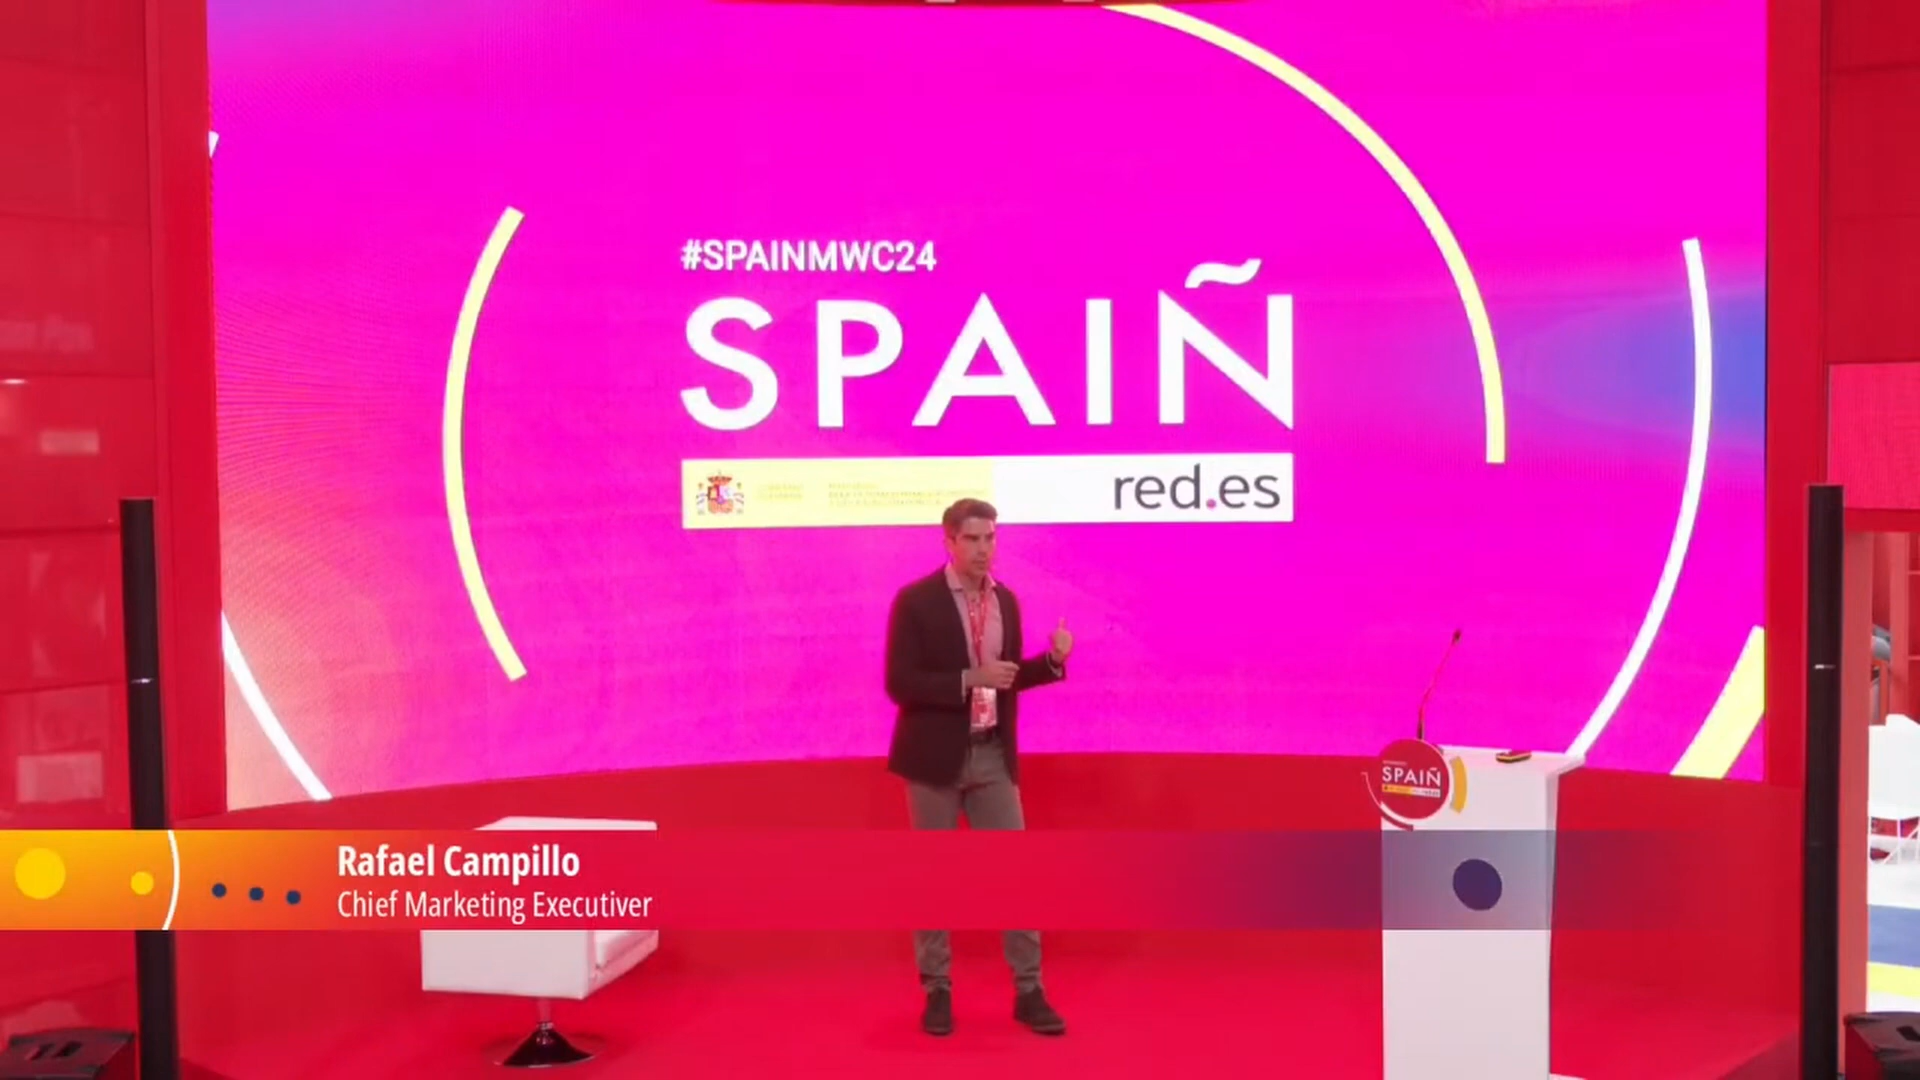 #SPAINMWC24
SPAIÑ
red.es
SPAIÑ
Rafael Campillo
Chief Marketing Executiver